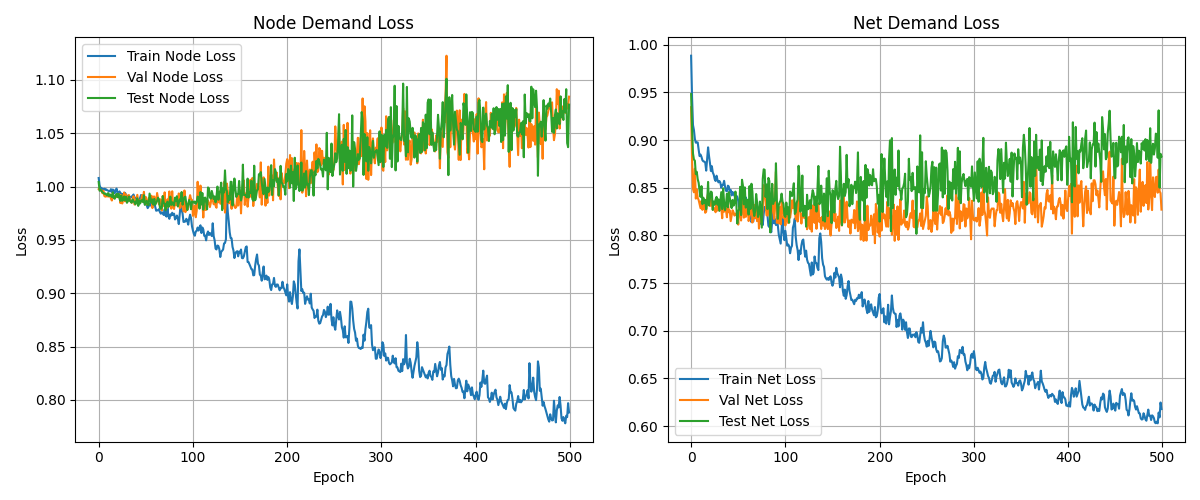 Node Demand Loss
Train Node Loss
Val Node Loss
Test Node Loss
1.10
1.05
1.00
0.95
0.90
0.85
0.80
Loss
0 100 200 300 400 500
Epoch
Net Demand Loss
1.00
0.95
0.90
0.85
0.80
0.75
0.70
0.65
0.60
Loss
Train Net Loss
Val Net Loss
Test Net Loss
0 100 200 300 400 500
Epoch